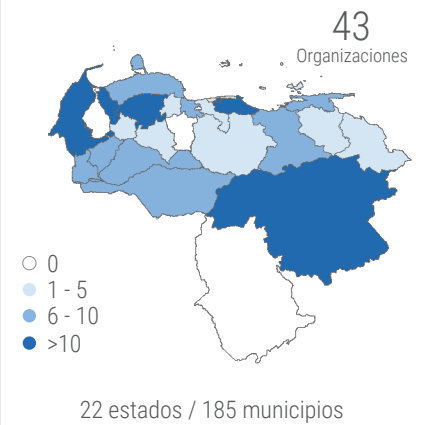 43
Organizaciones
0
1 - 5
6 - 10
>10
22 estados / 185 municipios